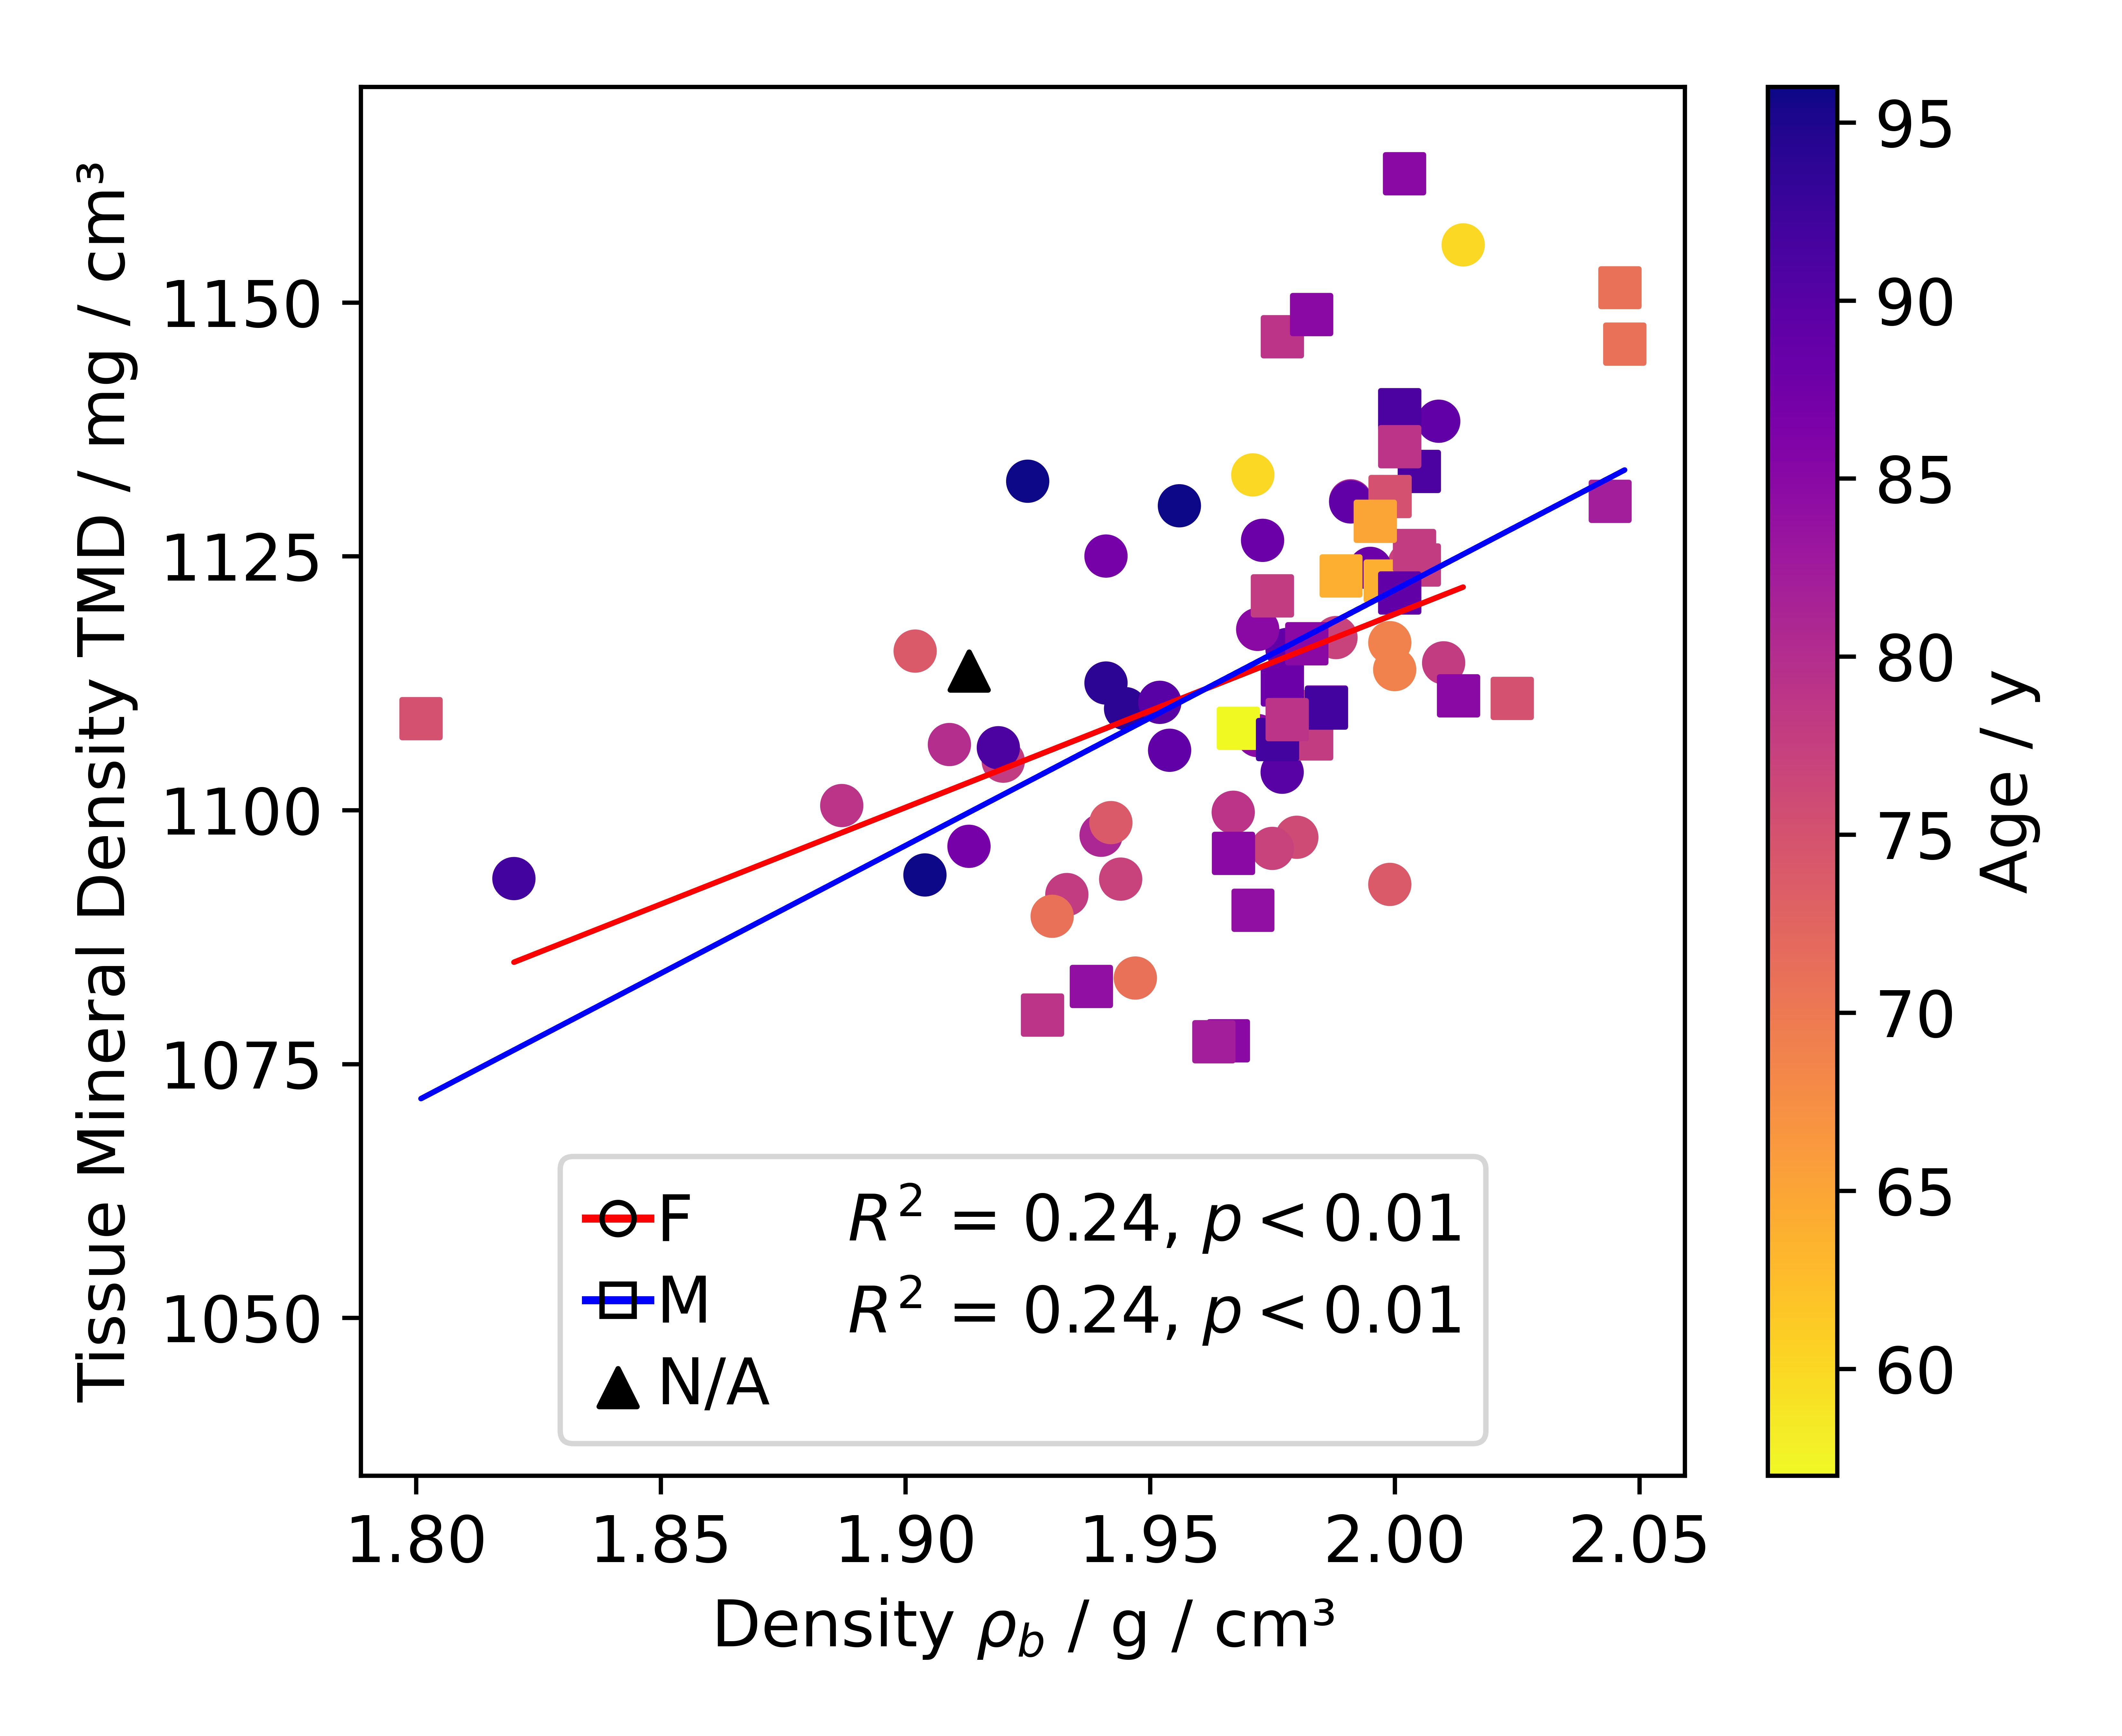 Tissue Mineral Density TMD / mg / cm³
1150
1125
1100
1075
1050
F R² = 0.24, p < 0.01
M R² = 0.24, p < 0.01
N/A
1.80 1.85 1.90 1.95 2.00 2.05
Density ρ_b / g / cm³
95
90
85
80
75
70
65
60
Age / y